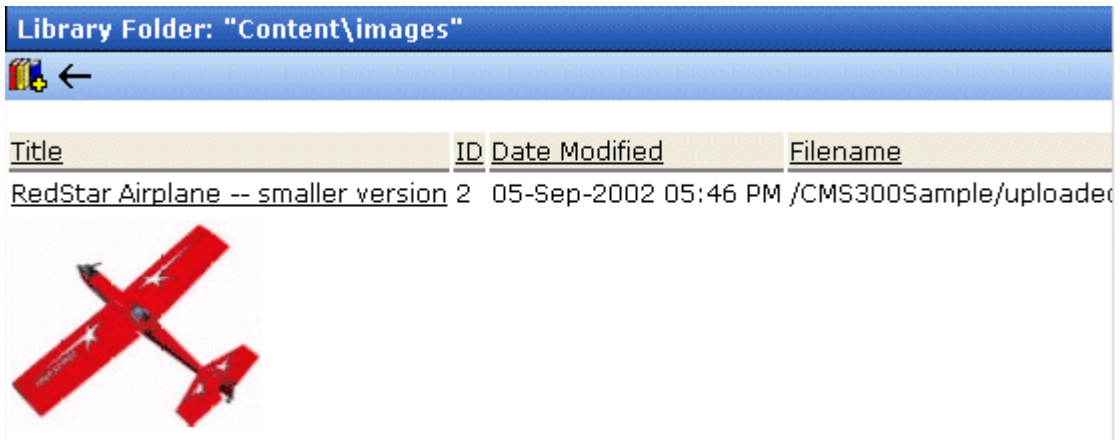 Library Folder: "Content\images"
Title ID Date Modified Filename
RedStar Airplane -- smaller version 2 05-Sep-2002 05:46 PM /CMS300Sample/uploaded